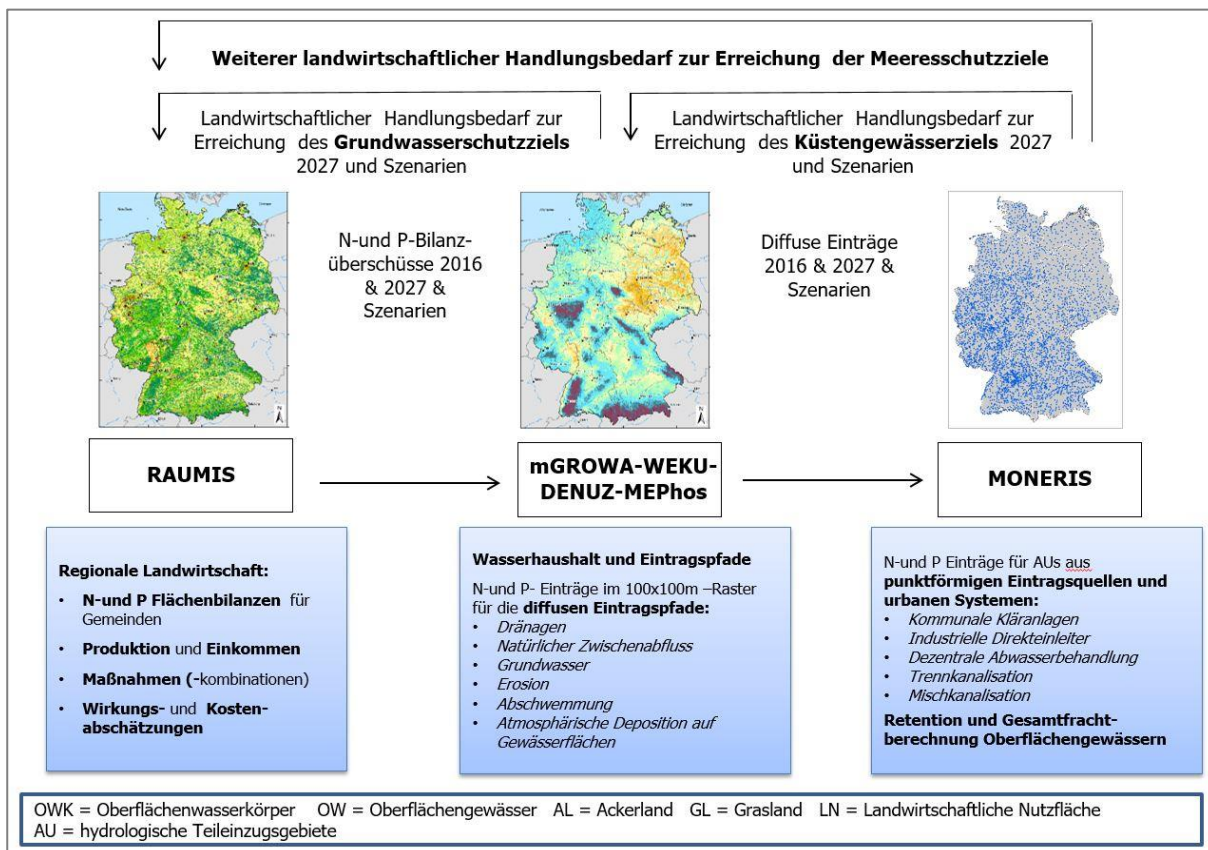 Weiterer landwirtschaftlicher Handlungsbedarf zur Erreichung der Meeresschutzziele
Landwirtschaftlicher Handlungsbedarf zur
Erreichung des Grundwasserschutzziels
2027 und Szenarien
Landwirtschaftlicher Handlungsbedarf zur
Erreichung des Küstengewässerziels 2027
und Szenarien
N-und P-Bilanz-
überschüsse 2016
& 2027 &
Szenarien
Diffuse Einträge
2016 & 2027 &
Szenarien
N
N
RAUMIS
mGROWA-WEKU-
DENUZ-MEPhos
MONERIS
Regionale Landwirtschaft:
• N-und P Flächenbilanzen für
Gemeinden
• Produktion und Einkommen
• Maßnahmen (-kombinationen)
• Wirkungs- und Kosten-
abschätzungen
Wasserhaushalt und Eintragspfade
N-und P- Einträge im 100x100m –Raster
für die diffusen Eintragspfade:
• Dränagen
• Natürlicher Zwischenabfluss
• Grundwasser
• Erosion
• Abschwemmung
• Atmosphärische Deposition auf
Gewässerflächen
N-und P Einträge für AUs aus
punktförmigen Eintragsquellen und
urbanen Systemen:
• Kommunale Kläranlagen
• Industrielle Direkteinleiter
• Dezentrale Abwasserbehandlung
• Trennkanalisation
• Mischkanalisation
Retention und Gesamtfracht-
berechnung Oberflächengewässern
OWK = Oberflächenwasserkörper OW = Oberflächengewässer AL = Ackerland GL = Grasland LN = Landwirtschaftliche Nutzfläche
AU = hydrologische Teileinzugsgebiete